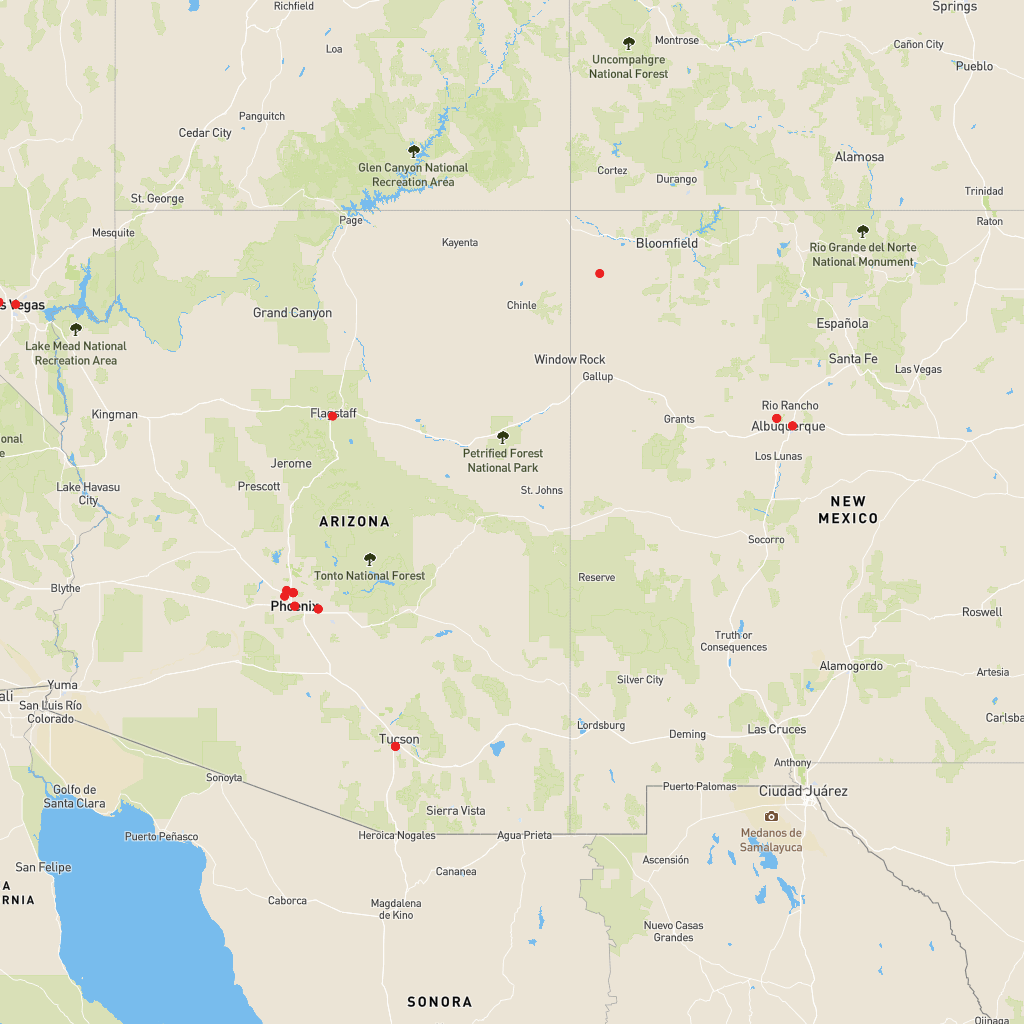 Richfield
Springs
Loa
Montrose
Cañon City
Uncompahgre
National Forest
Pueblo
Panguitch
Cedar City
Glen Canyon National
Recreation Area
Cortez
Durango
Alamosa
Trinidad
St. George
Page
Raton
Mesquite
Kayenta
Bloomfield
Rio Grande del Norte
National Monument
s Vegas
Grand Canyon
Chinle
Española
Lake Mead National
Recreation Area
Window Rock
Gallup
Santa Fe
Las Vegas
Kingman
Flagstaff
Rio Rancho
Grants
Albuquerque
onal
e
Petrified Forest
National Park
Los Lunas
Jerome
Prescott
Lake Havasu
City
St. Johns
NEW
MEXICO
ARIZONA
Socorro
Tonto National Forest
Reserve
Blythe
Phoenix
Roswell
Truth or
Consequences
Alamogordo
Artesia
Silver City
Yuma
ali
San Luis Río
Colorado
Carlsba
Lordsburg
Deming
Las Cruces
Tucson
Anthony
Sonoyta
Puerto Palomas
Ciudad Juárez
Golfo de
Santa Clara
Sierra Vista
Medanos de
Samalayuca
Puerto Peñasco
Heroica Nogales
Agua Prieta
Ascensión
San Felipe
Cananea
A
RNIA
Caborca
Magdalena
de Kino
Nuevo Casas
Grandes
SONORA
Ojinaga